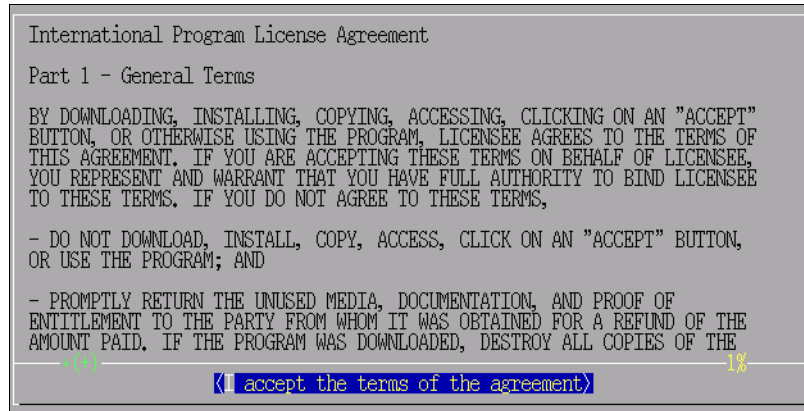 International Program License Agreement
Part 1 - General Terms
BY DOWNLOADING, INSTALLING, COPYING, ACCESSING, CLICKING ON AN "ACCEPT"
BUTTON, OR OTHERWISE USING THE PROGRAM, LICENSEE AGREES TO THE TERMS OF
THIS AGREEMENT. IF YOU ARE ACCEPTING THESE TERMS ON BEHALF OF LICENSEE,
YOU REPRESENT AND WARRANT THAT YOU HAVE FULL AUTHORITY TO BIND LICENSEE
TO THESE TERMS. IF YOU DO NOT AGREE TO THESE TERMS,
- DO NOT DOWNLOAD, INSTALL, COPY, ACCESS, CLICK ON AN "ACCEPT" BUTTON,
OR USE THE PROGRAM; AND
- PROMPTLY RETURN THE UNUSED MEDIA, DOCUMENTATION, AND PROOF OF
ENTITLEMENT TO THE PARTY FROM WHOM IT WAS OBTAINED FOR A REFUND OF THE
AMOUNT PAID. IF THE PROGRAM WAS DOWNLOADED, DESTROY ALL COPIES OF THE
↓(+) 1%
<I accept the terms of the agreement>